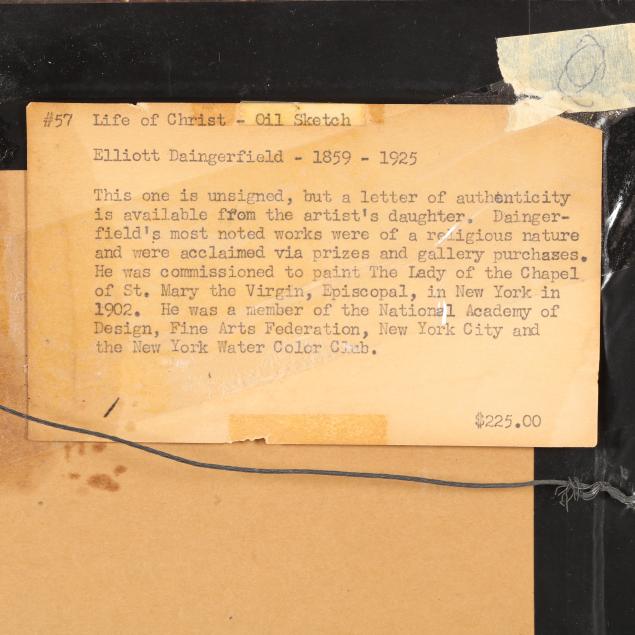 #57 Life of Christ - Oil Sketch
Elliott Daingerfield - 1859 - 1925
This one is unsigned, but a letter of authenticity
is available from the artist's daughter. Dainger-
field's most noted works were of a religious nature
and were acclaimed via prizes and gallery purchases.
He was commissioned to paint The Lady of the Chapel
of St. Mary the Virgin, Episcopal, in New York in
1902. He was a member of the National Academy of
Design, Fine Arts Federation, New York City and
the New York Water Color Club.
$225.00